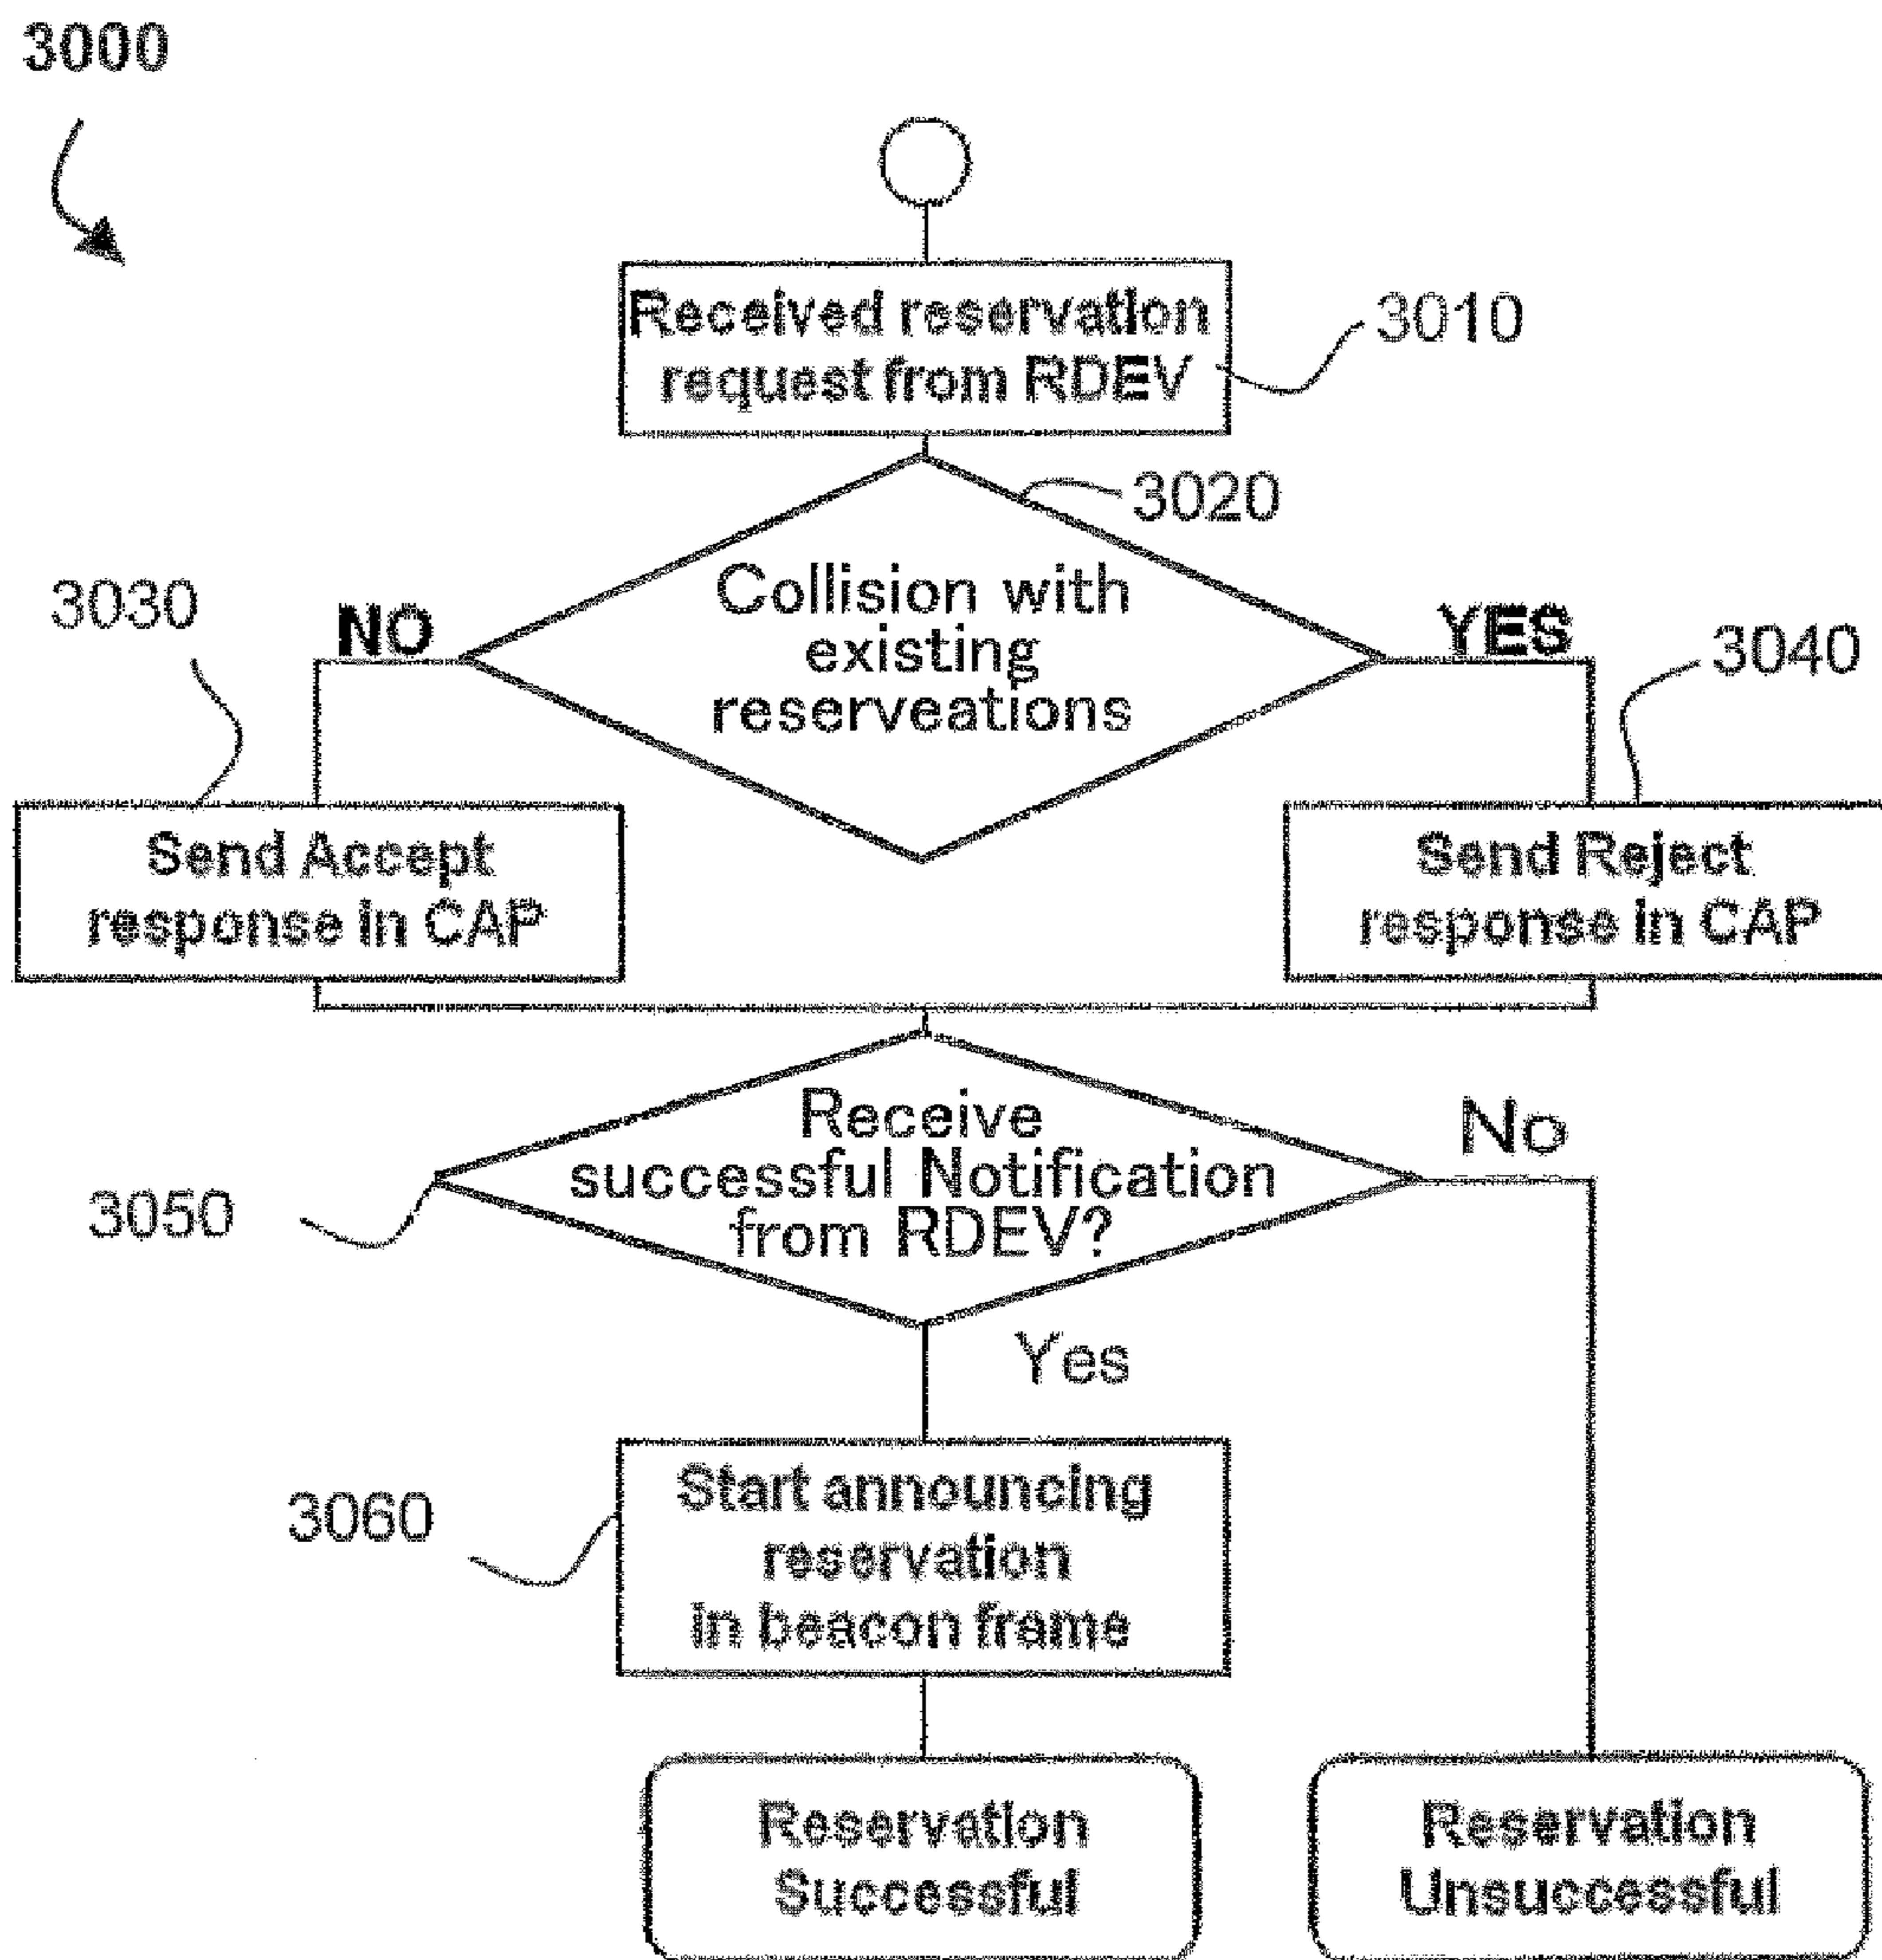 3000
Received reservation
request from RDEV
3010
3020
Collision with
existing
reserveations
3030
NO
YES
3040
Send Accept
response in CAP
Send Reject
response in CAP
Receive
successful Notification
from RDEV?
No
3050
Yes
Start announcing
reservation
in beacon frame
3060
Reservation
Successful
Reservation
Unsuccessful